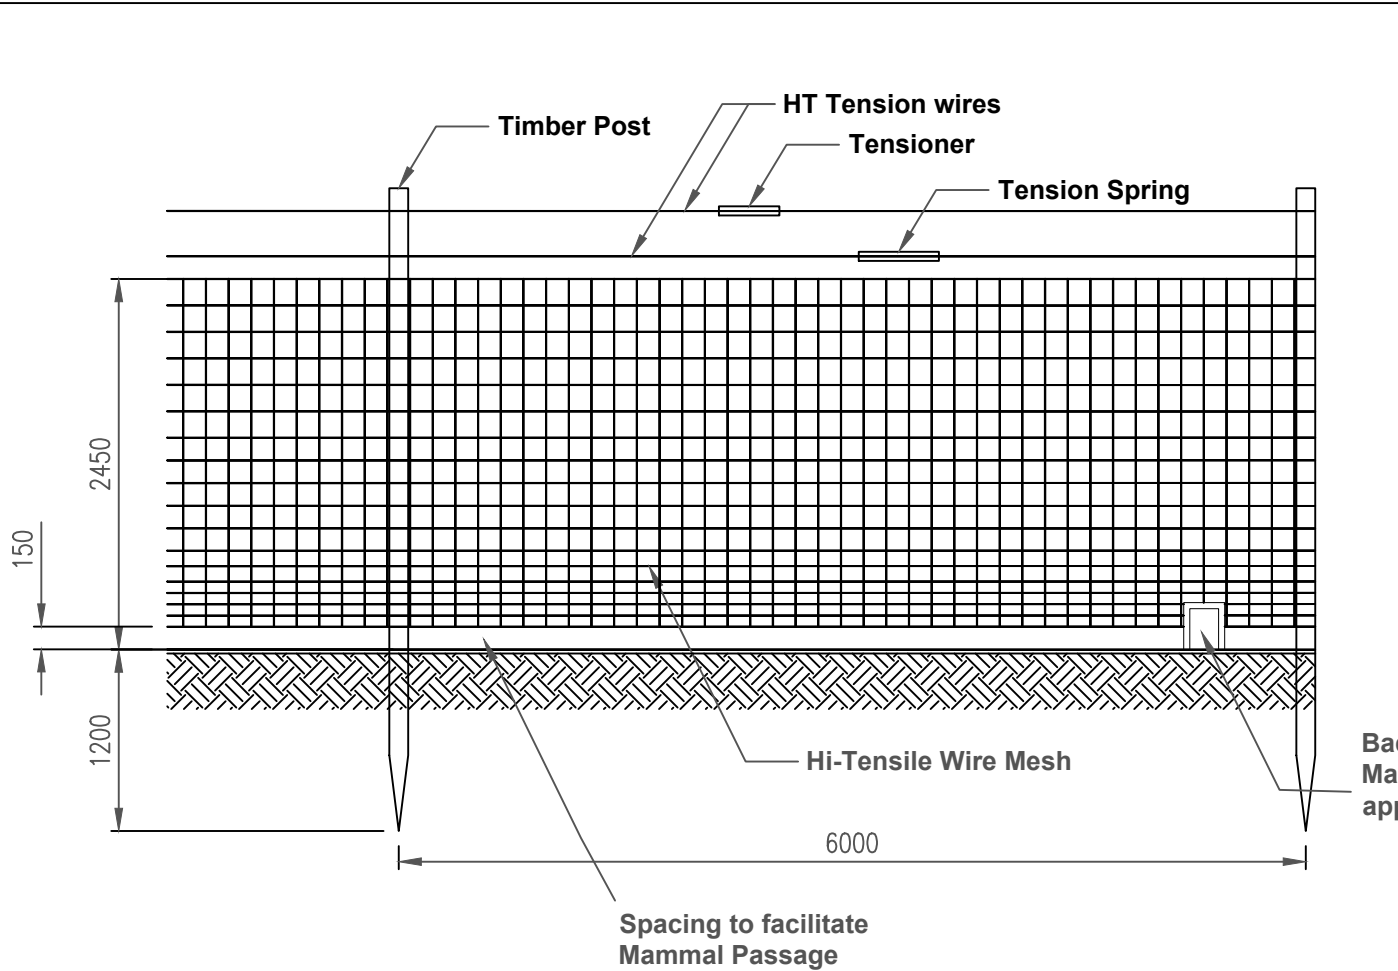 HT Tension wires
Timber Post
Tensioner
Tension Spring
2450
150
1200
Hi-Tensile Wire Mesh
6000
Spacing to facilitate
Mammal Passage